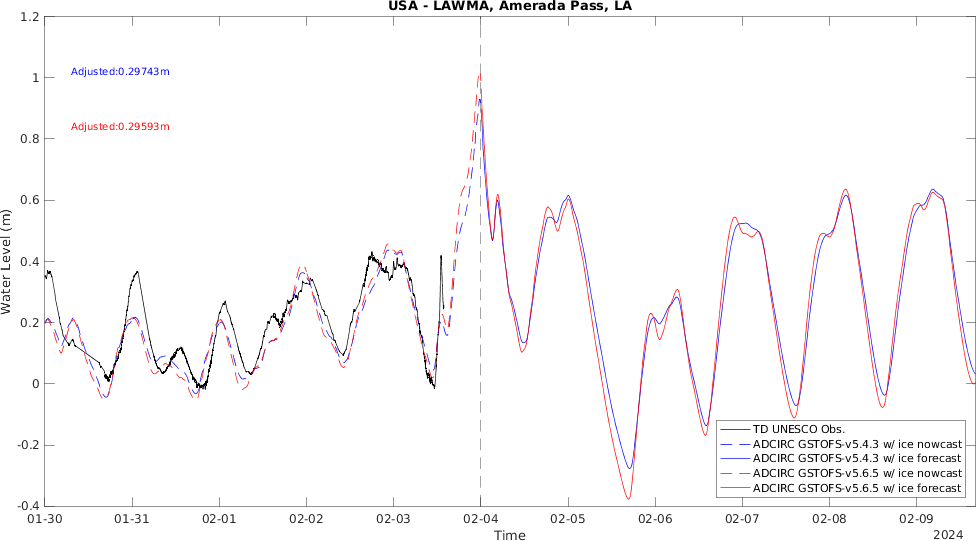 USA - LAWMA, Amerada Pass, LA
1.2
1
0.8
0.6
0.4
0.2
0
-0.2
-0.4
Water Level (m)
Adjusted:0.29743m
Adjusted:0.29593m
TD UNESCO Obs.
ADCIRC GSTOFS-v5.4.3 w/ ice nowcast
ADCIRC GSTOFS-v5.4.3 w/ ice forecast
ADCIRC GSTOFS-v5.6.5 w/ ice nowcast
ADCIRC GSTOFS-v5.6.5 w/ ice forecast
01-30 01-31 02-01 02-02 02-03 02-04 02-05 02-06 02-07 02-08 02-09
Time
2024